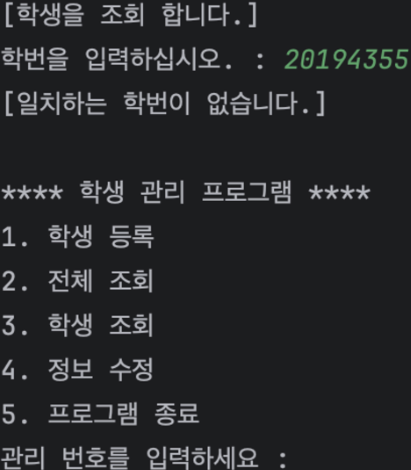 [학생을 조회 합니다.]
학번을 입력하십시오. : 20194355
[일치하는 학번이 없습니다.]
**** 학생 관리 프로그램 ****
1. 학생 등록
2. 전체 조회
3. 학생 조회
4. 정보 수정
5. 프로그램 종료
관리 번호를 입력하세요 :